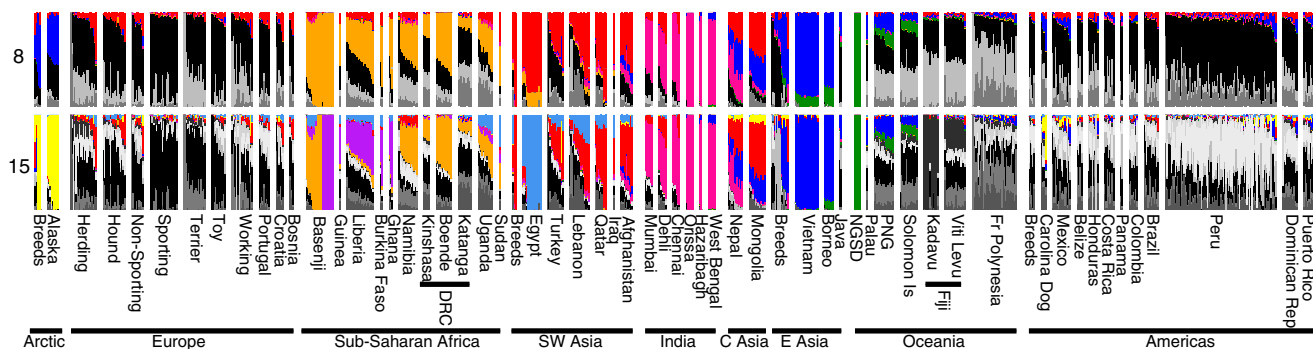 8
15
Breeds
Alaska
Herding
Hound
Non-Sporting
Sporting
Terrier
Toy
Working
Portugal
Croatia
Bosnia
Basenji
Guinea
Liberia
Burkina Faso
Ghana
Namibia
Kinshasa
Boende
Katanga
Uganda
Sudan
Breeds
Egypt
Turkey
Lebanon
Qatar
Iraq
Afghanistan
Mumbai
Delhi
Chennai
Orissa
Hazaribagh
West Bengal
Nepal
Mongolia
Breeds
Vietnam
Borneo
Java
NGSD
Palau
PNG
Solomon Is
Kadavu
Viti Levu
Fr Polynesia
Breeds
Carolina Dog
Mexico
Belize
Honduras
Costa Rica
Panama
Colombia
Brazil
Peru
Dominican Rep
Puerto Rico
DRC
Fiji
Arctic
Europe
Sub-Saharan Africa
SW Asia
India
C Asia
E Asia
Oceania
Americas